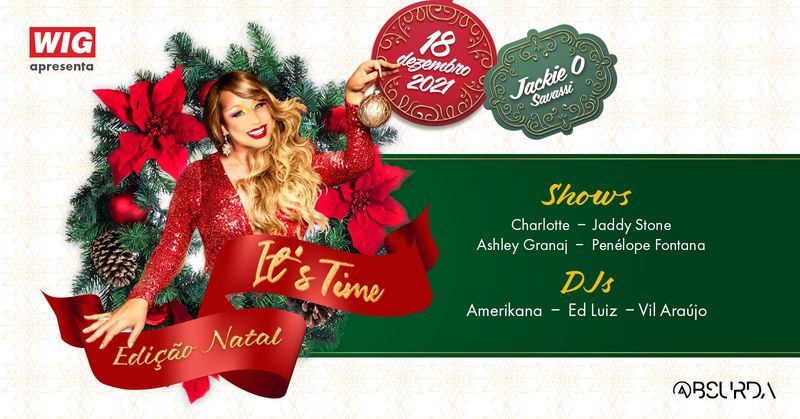 WIG
apresenta
18
dezembro
2021
Jackie O
Savassi
It's Time
Edição Natal
Shows
Charlotte – Jaddy Stone
Ashley Granaj – Penélope Fontana
DJs
Amerikana – Ed Luiz – Vil Araújo
ABSURDA